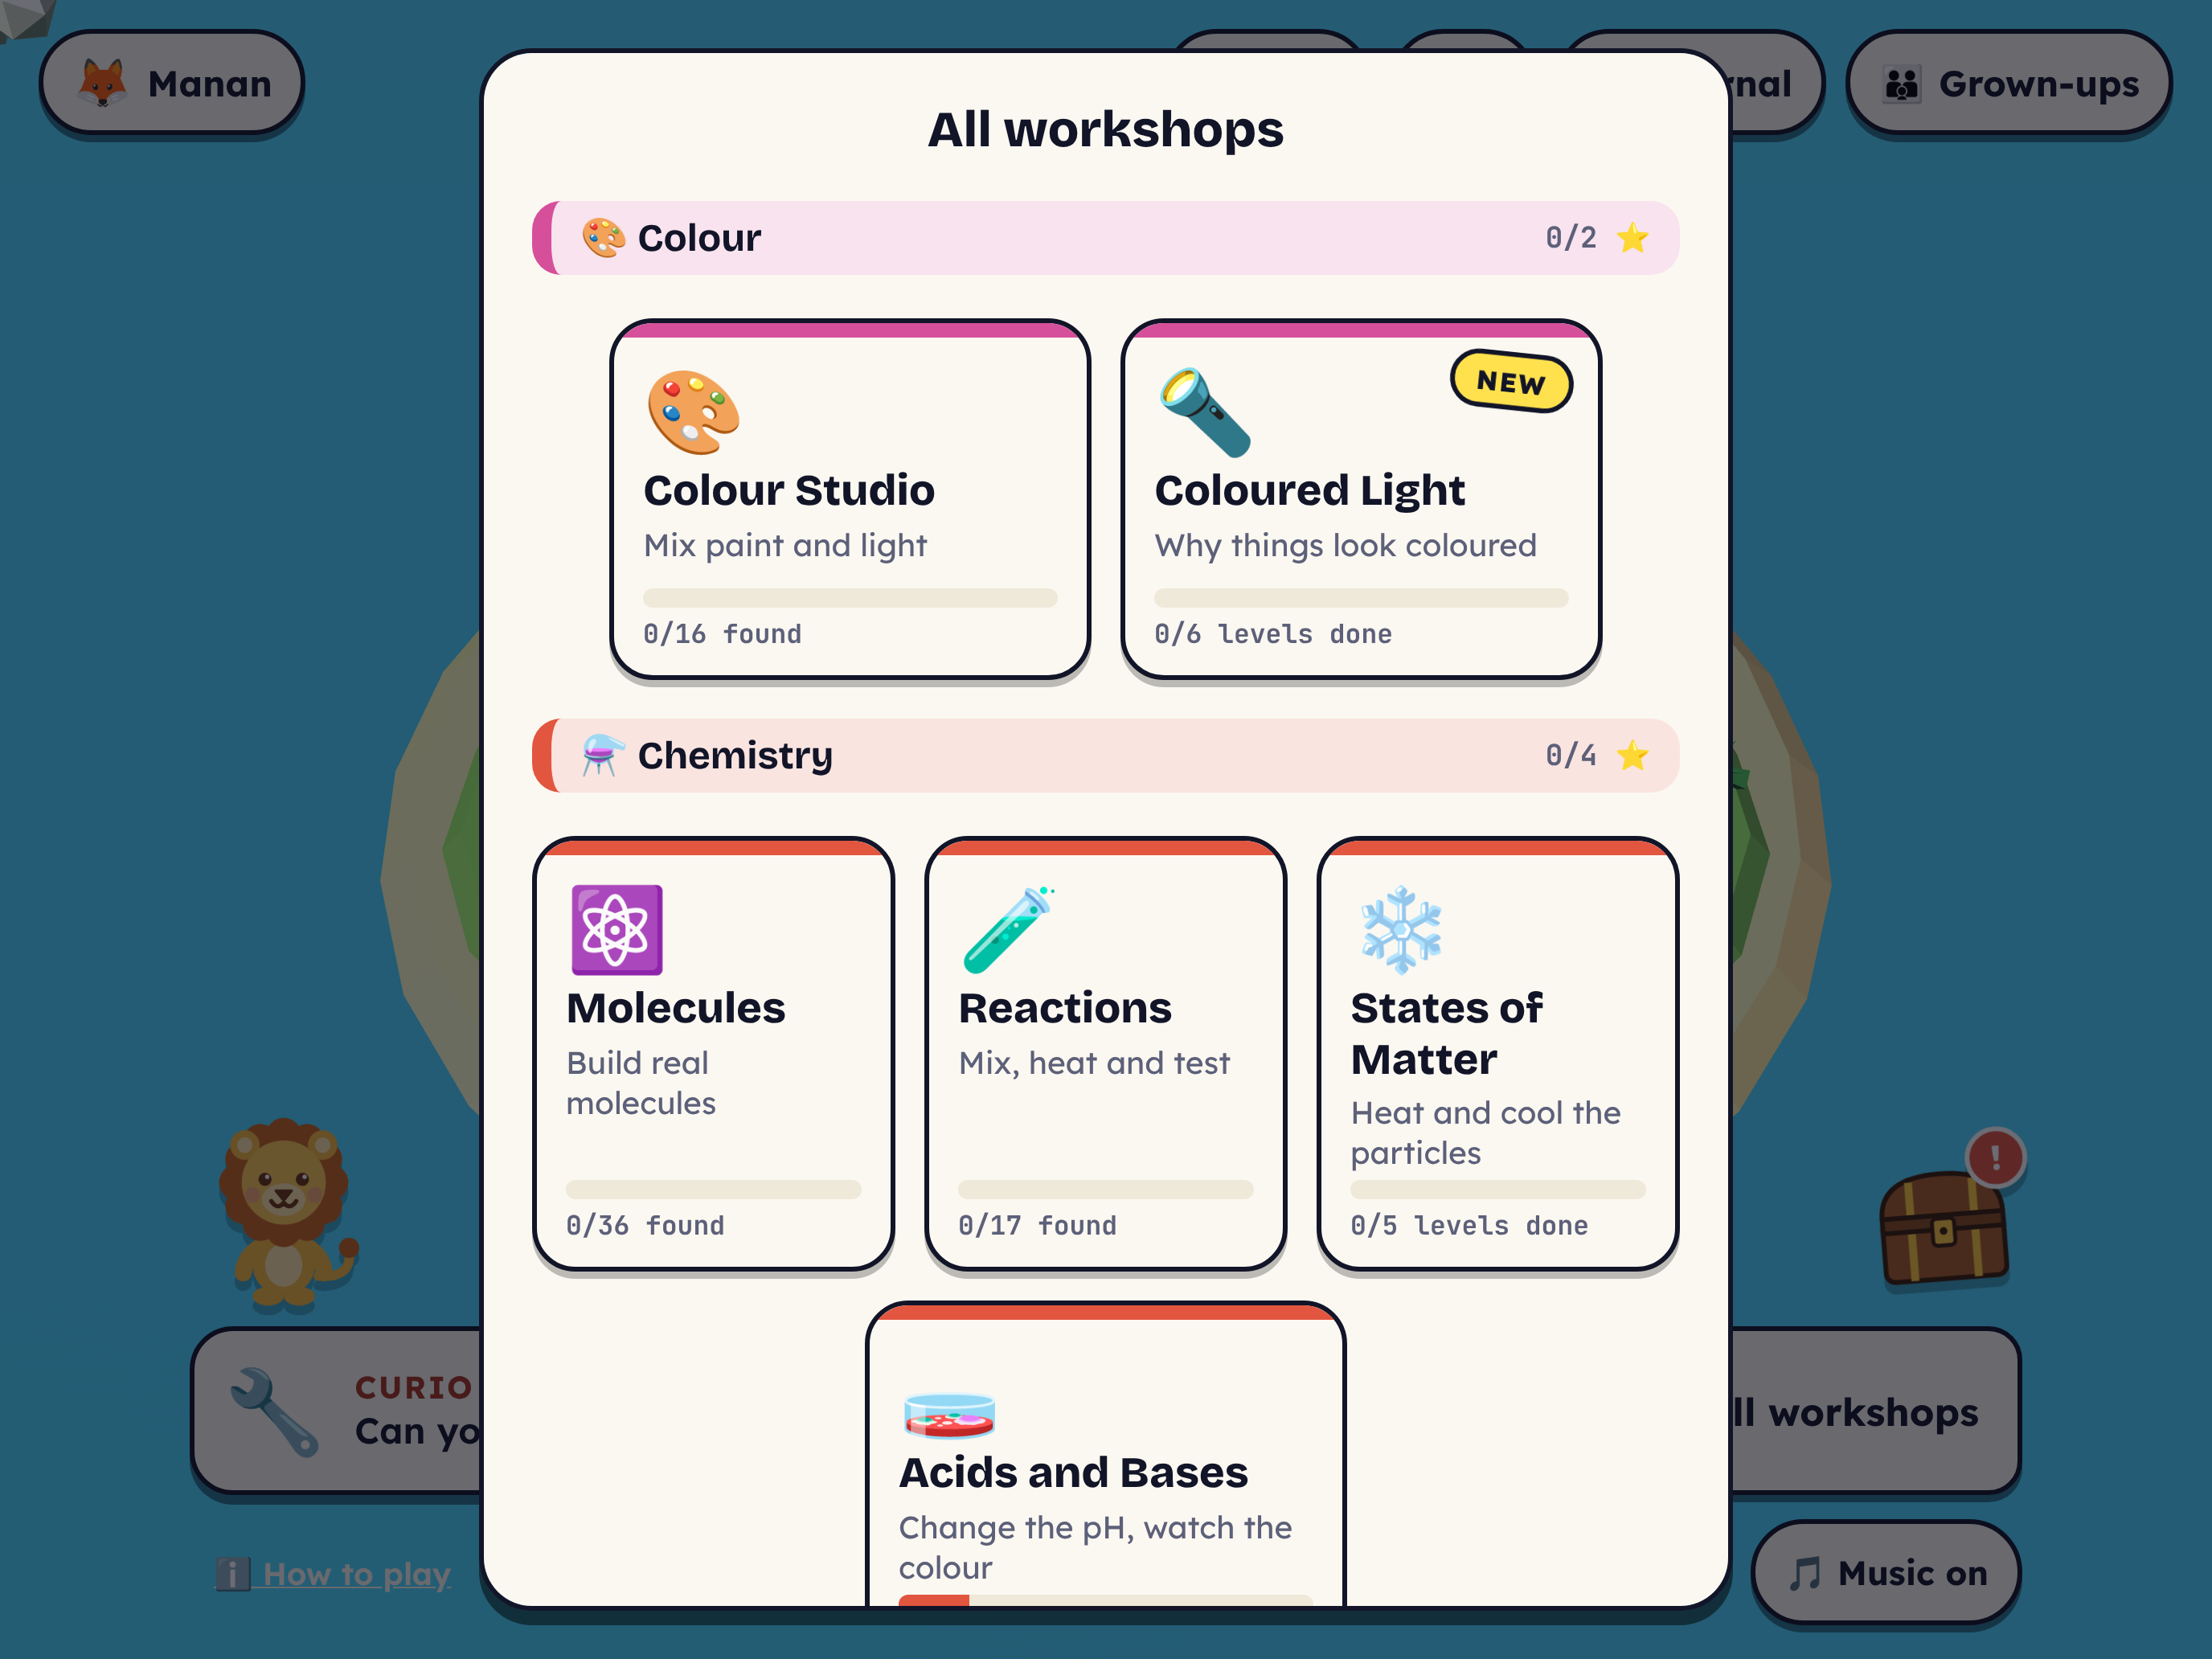 Manan
rnal
Grown-ups
All workshops
Colour
0/2
NEW
Colour Studio
Mix paint and light
0/16 found
Coloured Light
Why things look coloured
0/6 levels done
Chemistry
0/4
Molecules
Build real
molecules
0/36 found
Reactions
Mix, heat and test
0/17 found
States of
Matter
Heat and cool the
particles
0/5 levels done
Acids and Bases
Change the pH, watch the
colour
CURIO
Can yo
ll workshops
How to play
Music on